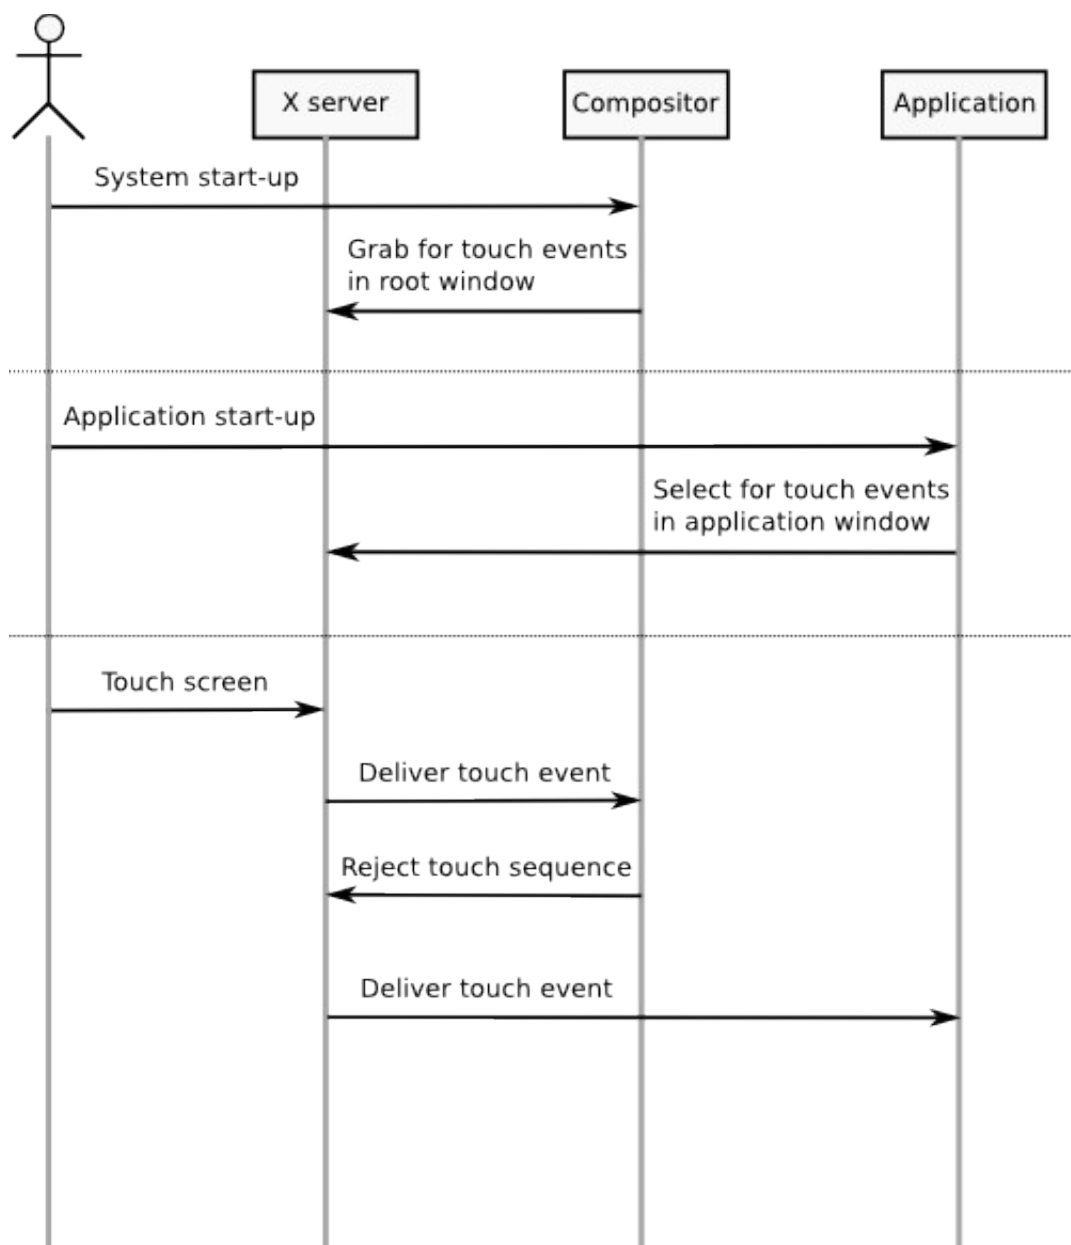 X server
Compositor
Application
System start-up
Grab for touch events
in root window
Application start-up
Select for touch events
in application window
Touch screen
Deliver touch event
Reject touch sequence
Deliver touch event